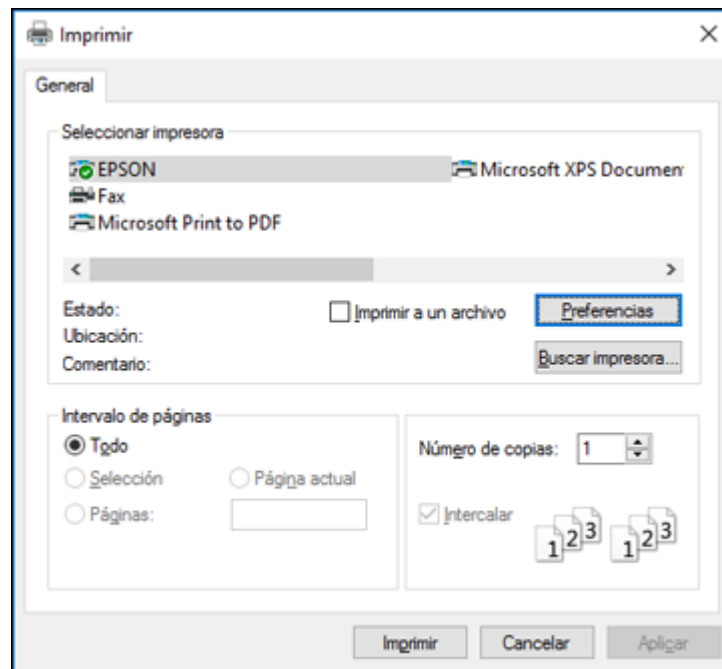 Imprimir
General
Seleccionar impresora
EPSON
Microsoft XPS Documen
Fax
Microsoft Print to PDF
Estado:
Imprimir a un archivo
Preferencias
Ubicación:
Comentario:
Buscar impresora...
Intervalo de páginas
Todo
Selección
Página actual
Páginas:
Número de copias:
1
Intercalar
1 2 3
1 2 3
Imprimir
Cancelar
Aplicar